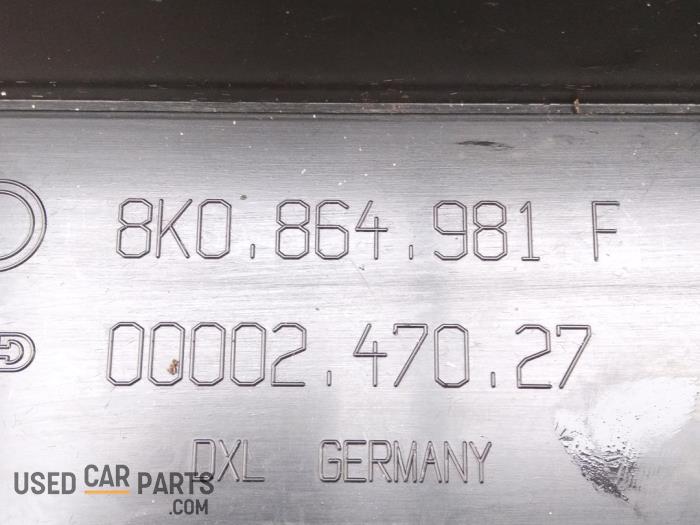 8K0.864.981 F
00002.470.27
DXL GERMANY
USED CAR PARTS
.COM